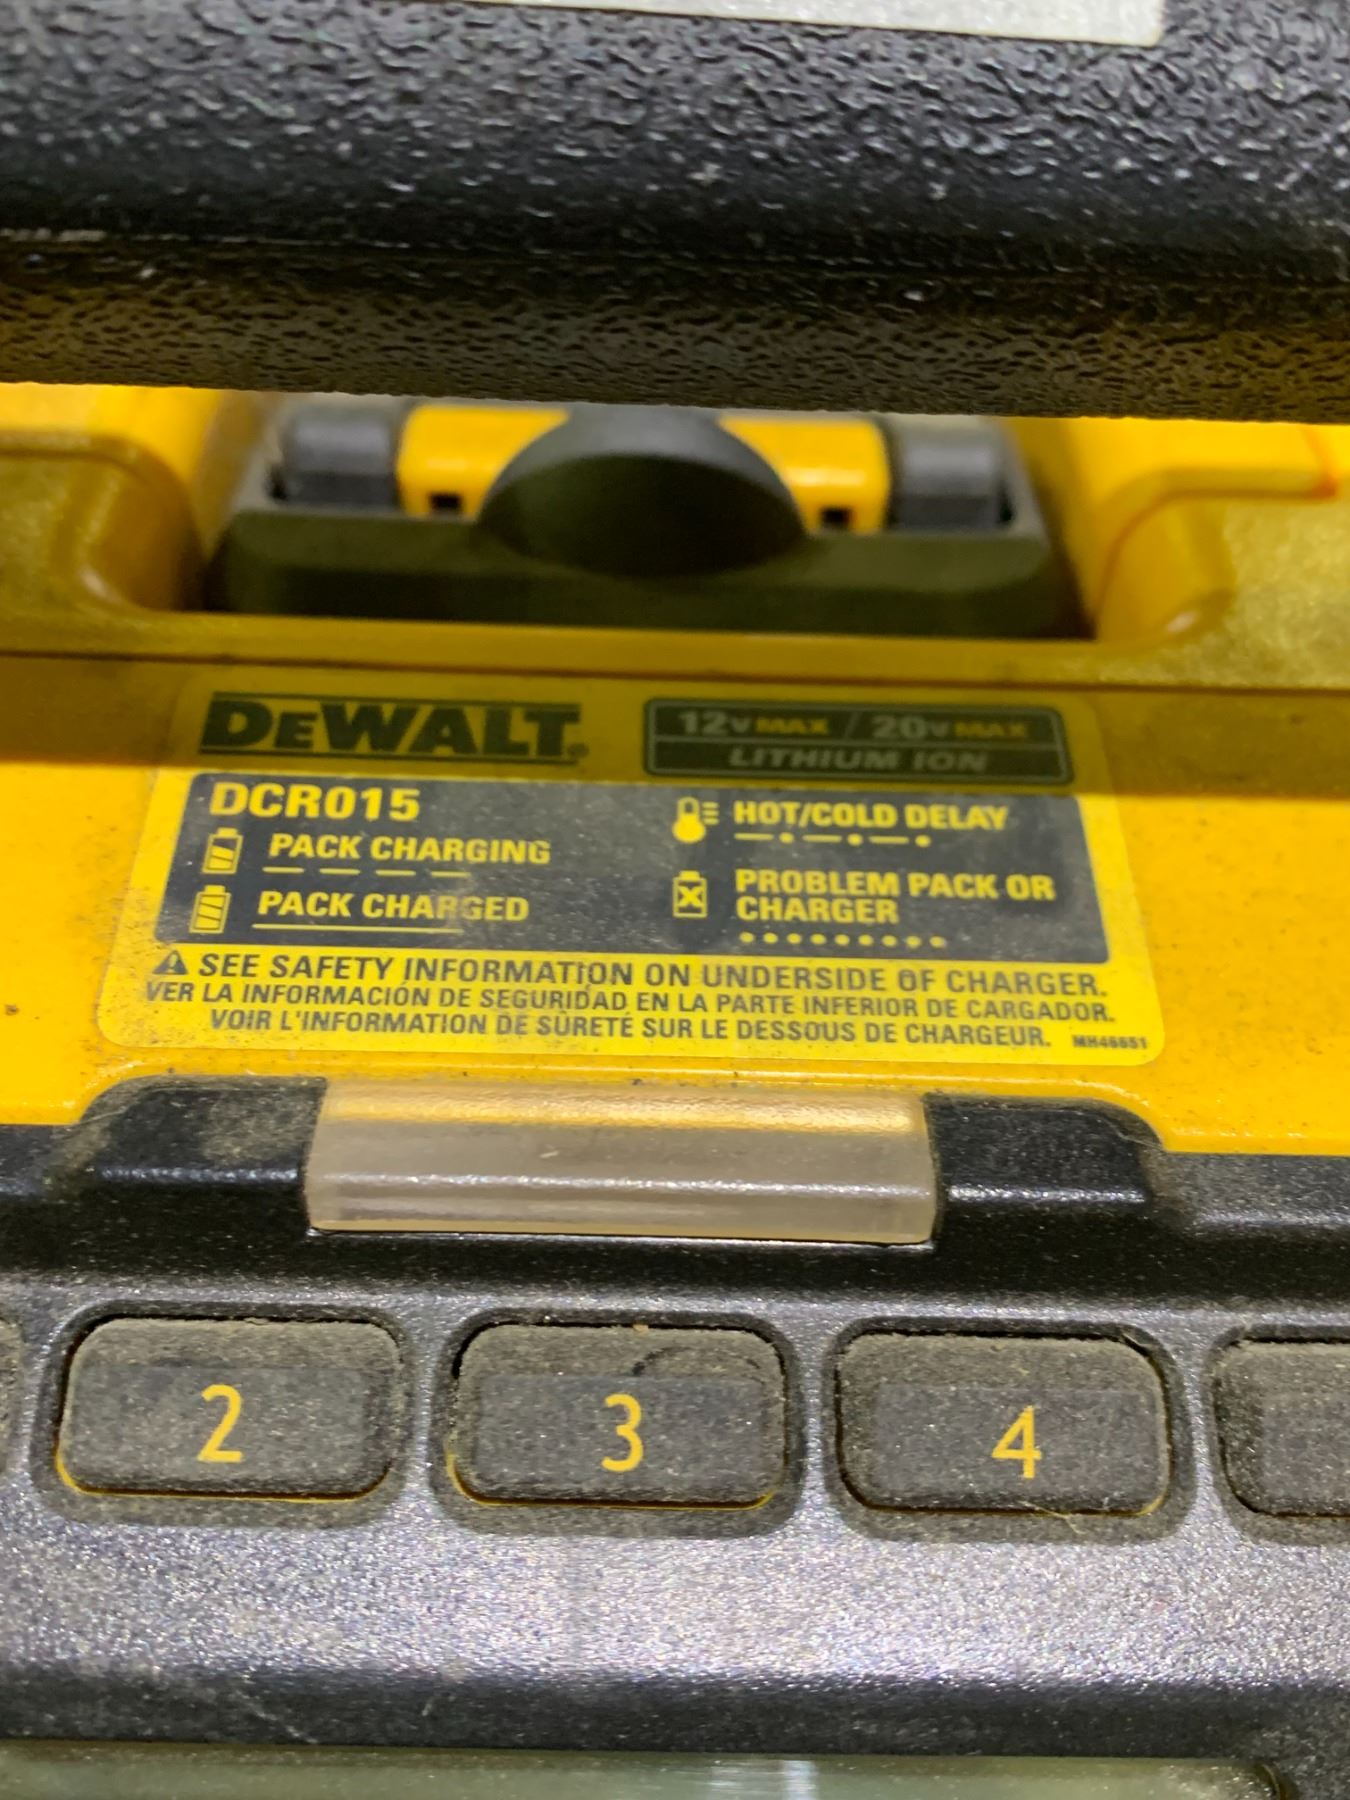 DEWALT®
12V MAX / 20V MAX
LITHIUM ION
DCR015
PACK CHARGING
PACK CHARGED
HOT/COLD DELAY
PROBLEM PACK OR
CHARGER
SEE SAFETY INFORMATION ON UNDERSIDE OF CHARGER.
VER LA INFORMACIÓN DE SEGURIDAD EN LA PARTE INFERIOR DE CARGADOR.
VOIR L'INFORMATION DE SÛRETÉ SUR LE DESSOUS DE CHARGEUR.
MH46651
2
3
4